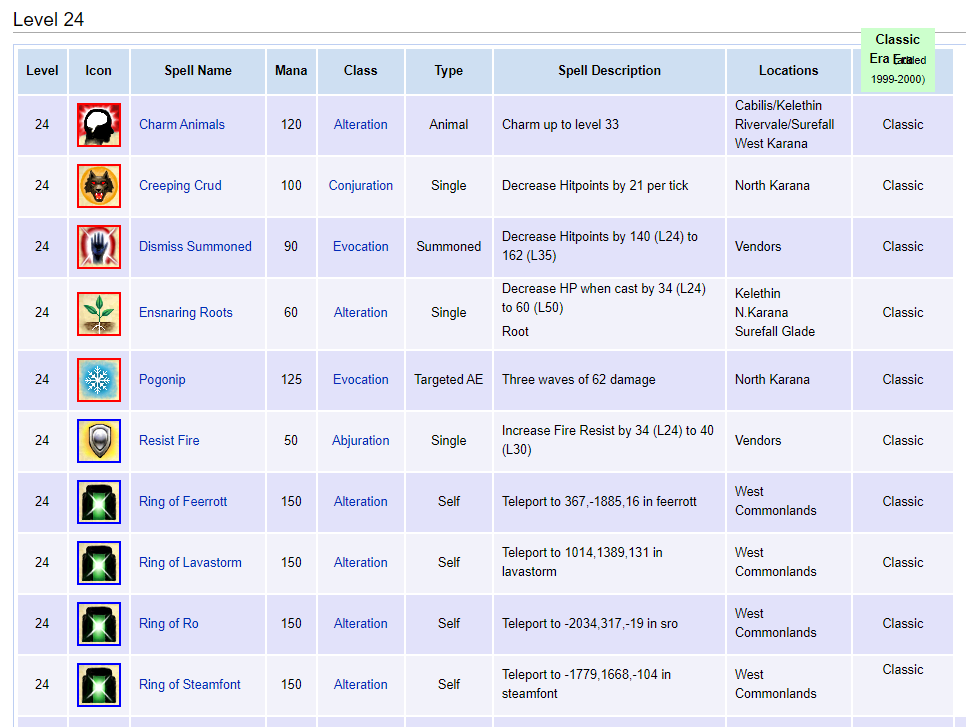 Level 24
Level Icon Spell Name Mana Class Type Spell Description Locations Classic
Era Era
1999-2000)
24 Charm Animals 120 Alteration Animal Charm up to level 33 Cabilis/Kelethin
Rivervale/Surefall
West Karana Classic
24 Creeping Crud 100 Conjuration Single Decrease Hitpoints by 21 per tick North Karana Classic
24 Dismiss Summoned 90 Evocation Summoned Decrease Hitpoints by 140 (L24) to
162 (L35) Vendors Classic
24 Ensnaring Roots 60 Alteration Single Decrease HP when cast by 34 (L24)
to 60 (L50)
Root Kelethin
N.Karana
Surefall Glade Classic
24 Pogonip 125 Evocation Targeted AE Three waves of 62 damage North Karana Classic
24 Resist Fire 50 Abjuration Single Increase Fire Resist by 34 (L24) to 40
(L30) Vendors Classic
24 Ring of Feerrott 150 Alteration Self Teleport to 367,-1885,16 in feerrott West
Commonlands Classic
24 Ring of Lavastorm 150 Alteration Self Teleport to 1014,1389,131 in
lavastorm West
Commonlands Classic
24 Ring of Ro 150 Alteration Self Teleport to -2034,317,-19 in sro West
Commonlands Classic
24 Ring of Steamfont 150 Alteration Self Teleport to -1779,1668,-104 in
steamfont West
Commonlands Classic